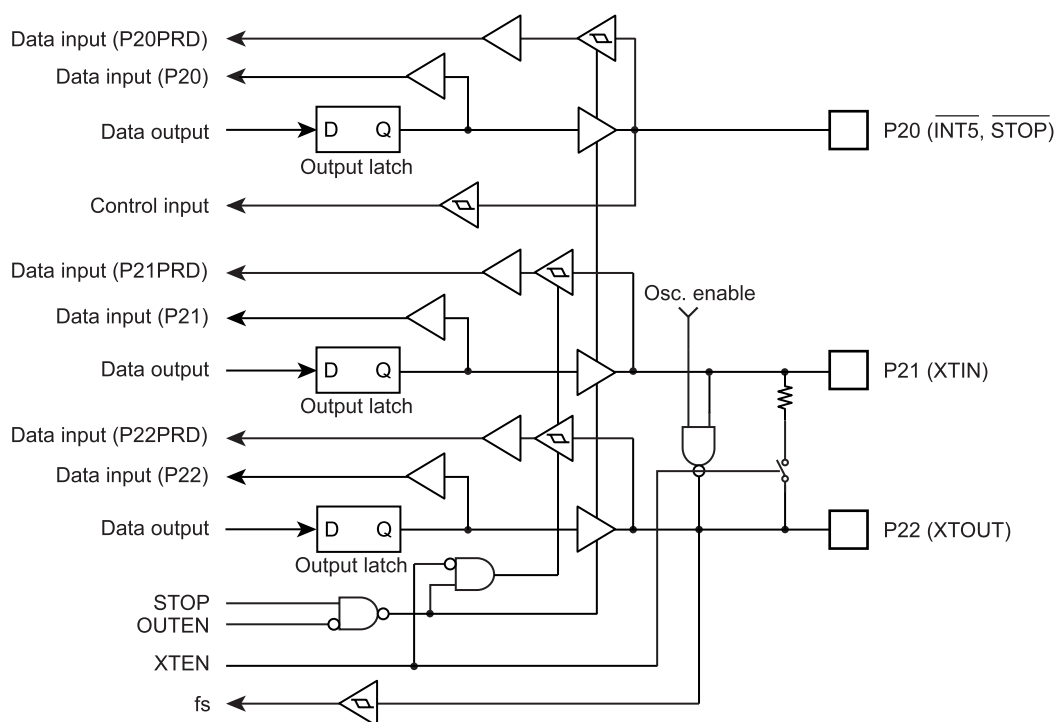 Data input (P20PRD)
Data input (P20)
Data output
D Q
Output latch
P20 (INT5, STOP)
Control input
Data input (P21PRD)
Osc. enable
Data input (P21)
Data output
D Q
Output latch
P21 (XTIN)
Data input (P22PRD)
Data input (P22)
Data output
D Q
Output latch
P22 (XTOUT)
STOP
OUTEN
XTEN
fs